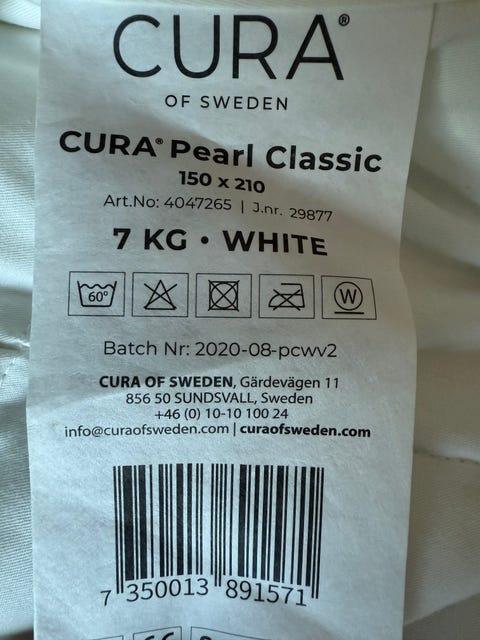 CURA®
OF SWEDEN
CURA® Pearl Classic
150 x 210
Art.No: 4047265 | J.nr. 29877
7 KG • WHITE
60°
W
Batch Nr: 2020-08-pcwv2
CURA OF SWEDEN, Gärdevägen 11
856 50 SUNDSVALL, Sweden
+46 (0) 10-10 100 24
info@curaofsweden.com | curaofsweden.com
7 350013 891571